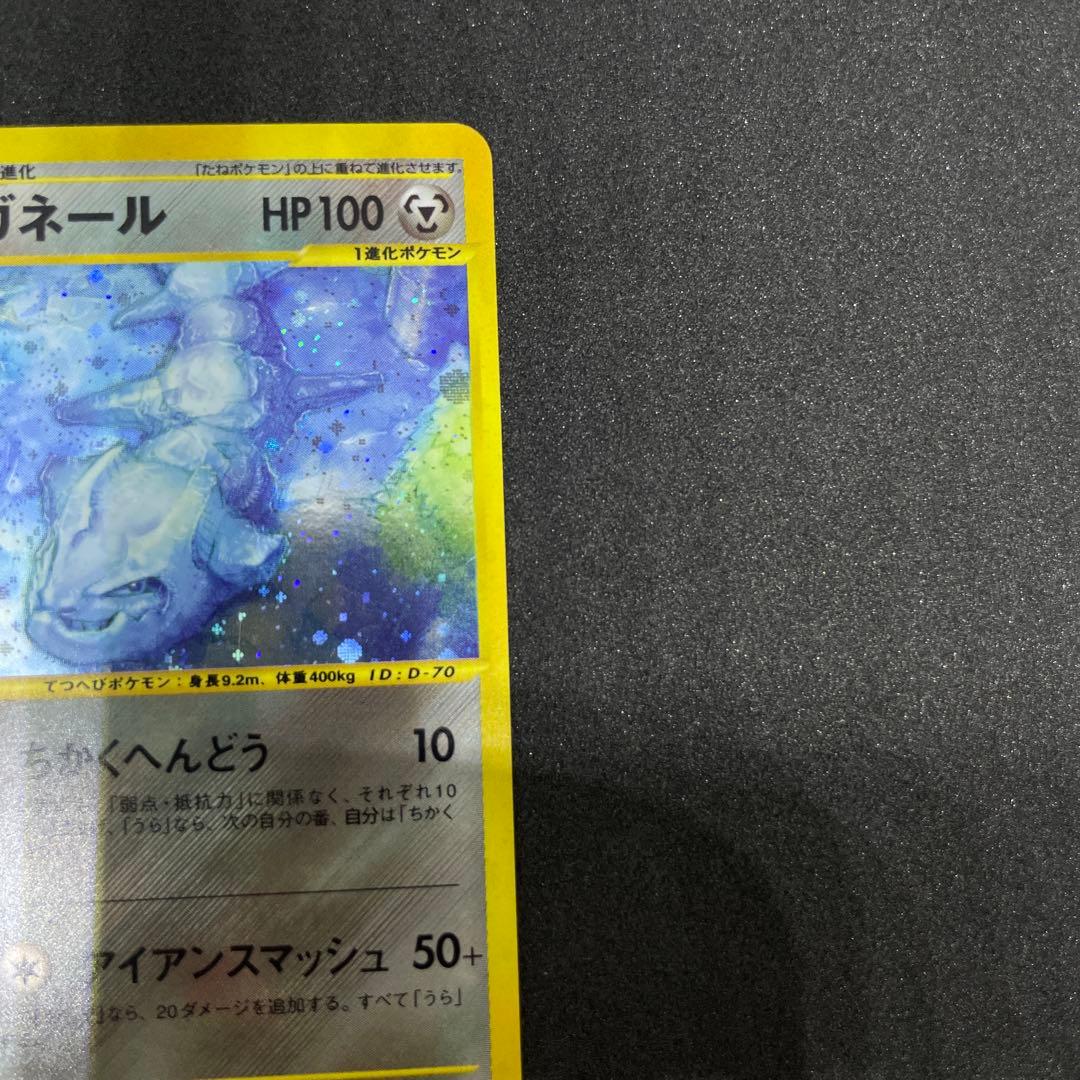 進化
「たねポケモン」の上に重ねて進化させます。
ガネール HP100
1進化ポケモン
てつへびポケモン：身長9.2m、体重400kg ID：D-70
ちかくへんどう 10
「弱点・抵抗力」に関係なく、それぞれ10
、「うら」なら、次の自分の番、自分は「ちかく
アイアンスマッシュ 50+
」なら、20ダメージを追加する。すべて「うら」